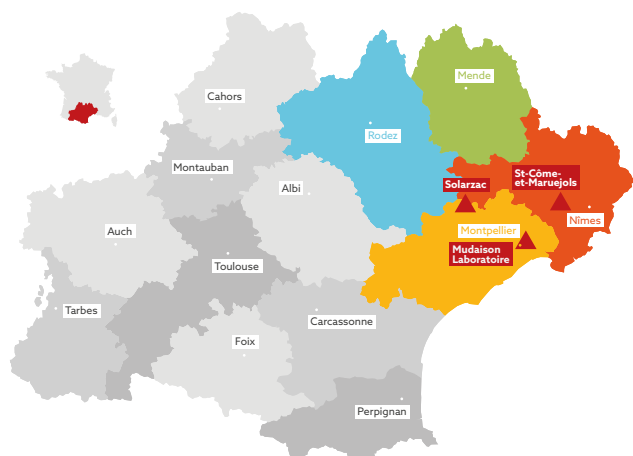 Mende
Cahors
Rodez
Montauban
St-Côme-
et-Maruejols
Solarzac
Albi
Nîmes
Auch
Montpellier
Mudaison
Laboratoire
Toulouse
Tarbes
Carcassonne
Foix
Perpignan